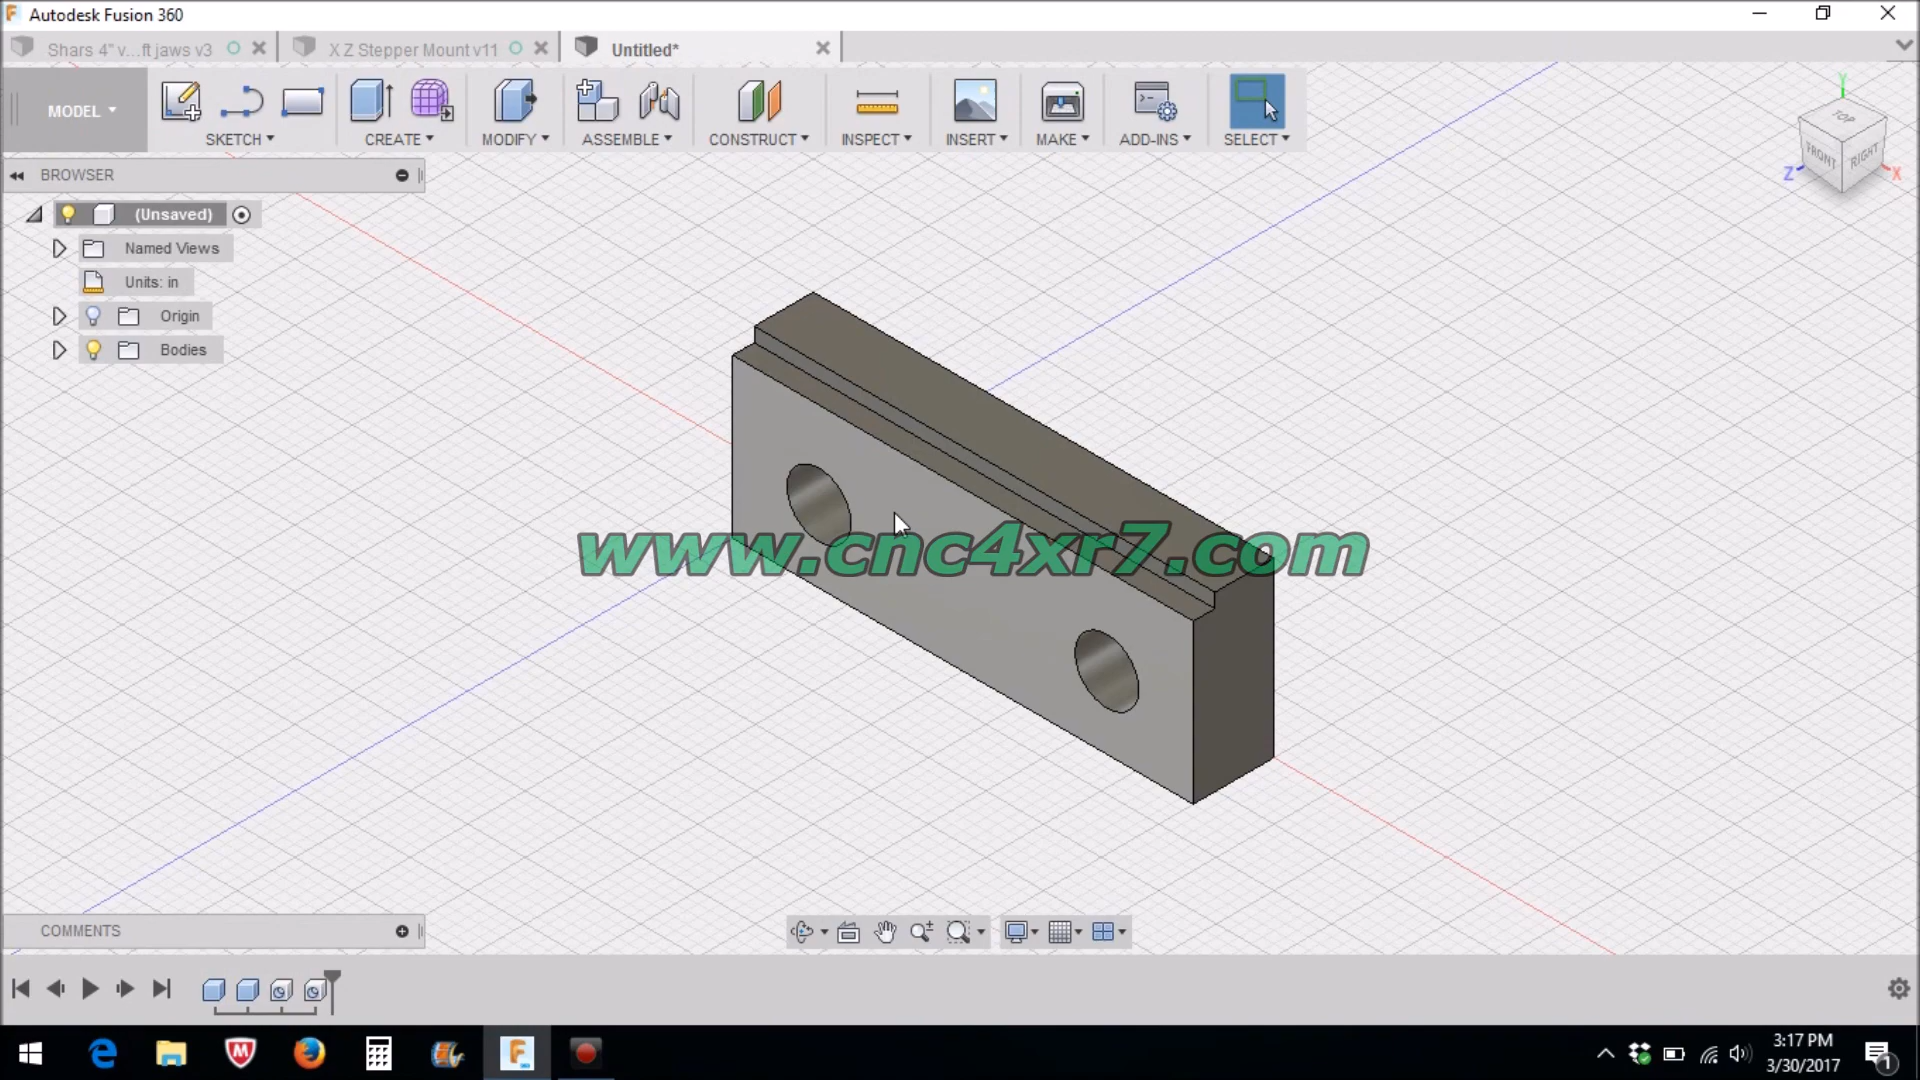 Autodesk Fusion 360
Shars 4" v...ft jaws v3
X Z Stepper Mount v11
Untitled*
MODEL
SKETCH
CREATE
MODIFY
ASSEMBLE
CONSTRUCT
INSPECT
INSERT
MAKE
ADD-INS
SELECT
TOP
FRONT
RIGHT
X
Y
Z
BROWSER
(Unsaved)
Named Views
Units: in
Origin
Bodies
www.cnc4xr7.com
COMMENTS
3:17 PM
3/30/2017
1